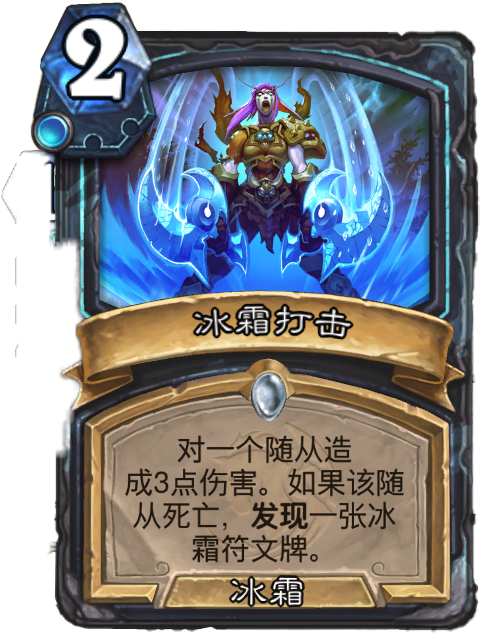 2
冰霜打击
对一个随从造
成3点伤害。如果该随
从死亡，发现一张冰
霜符文牌。
冰霜